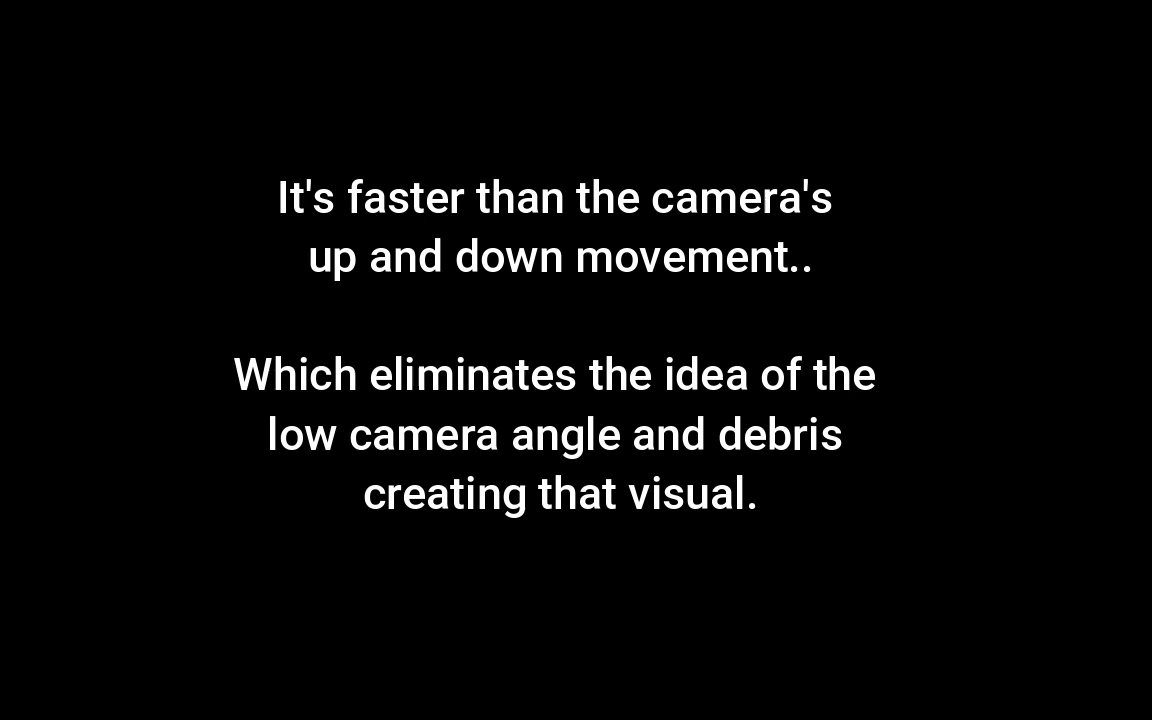 It's faster than the camera's
up and down movement..
Which eliminates the idea of the
low camera angle and debris
creating that visual.